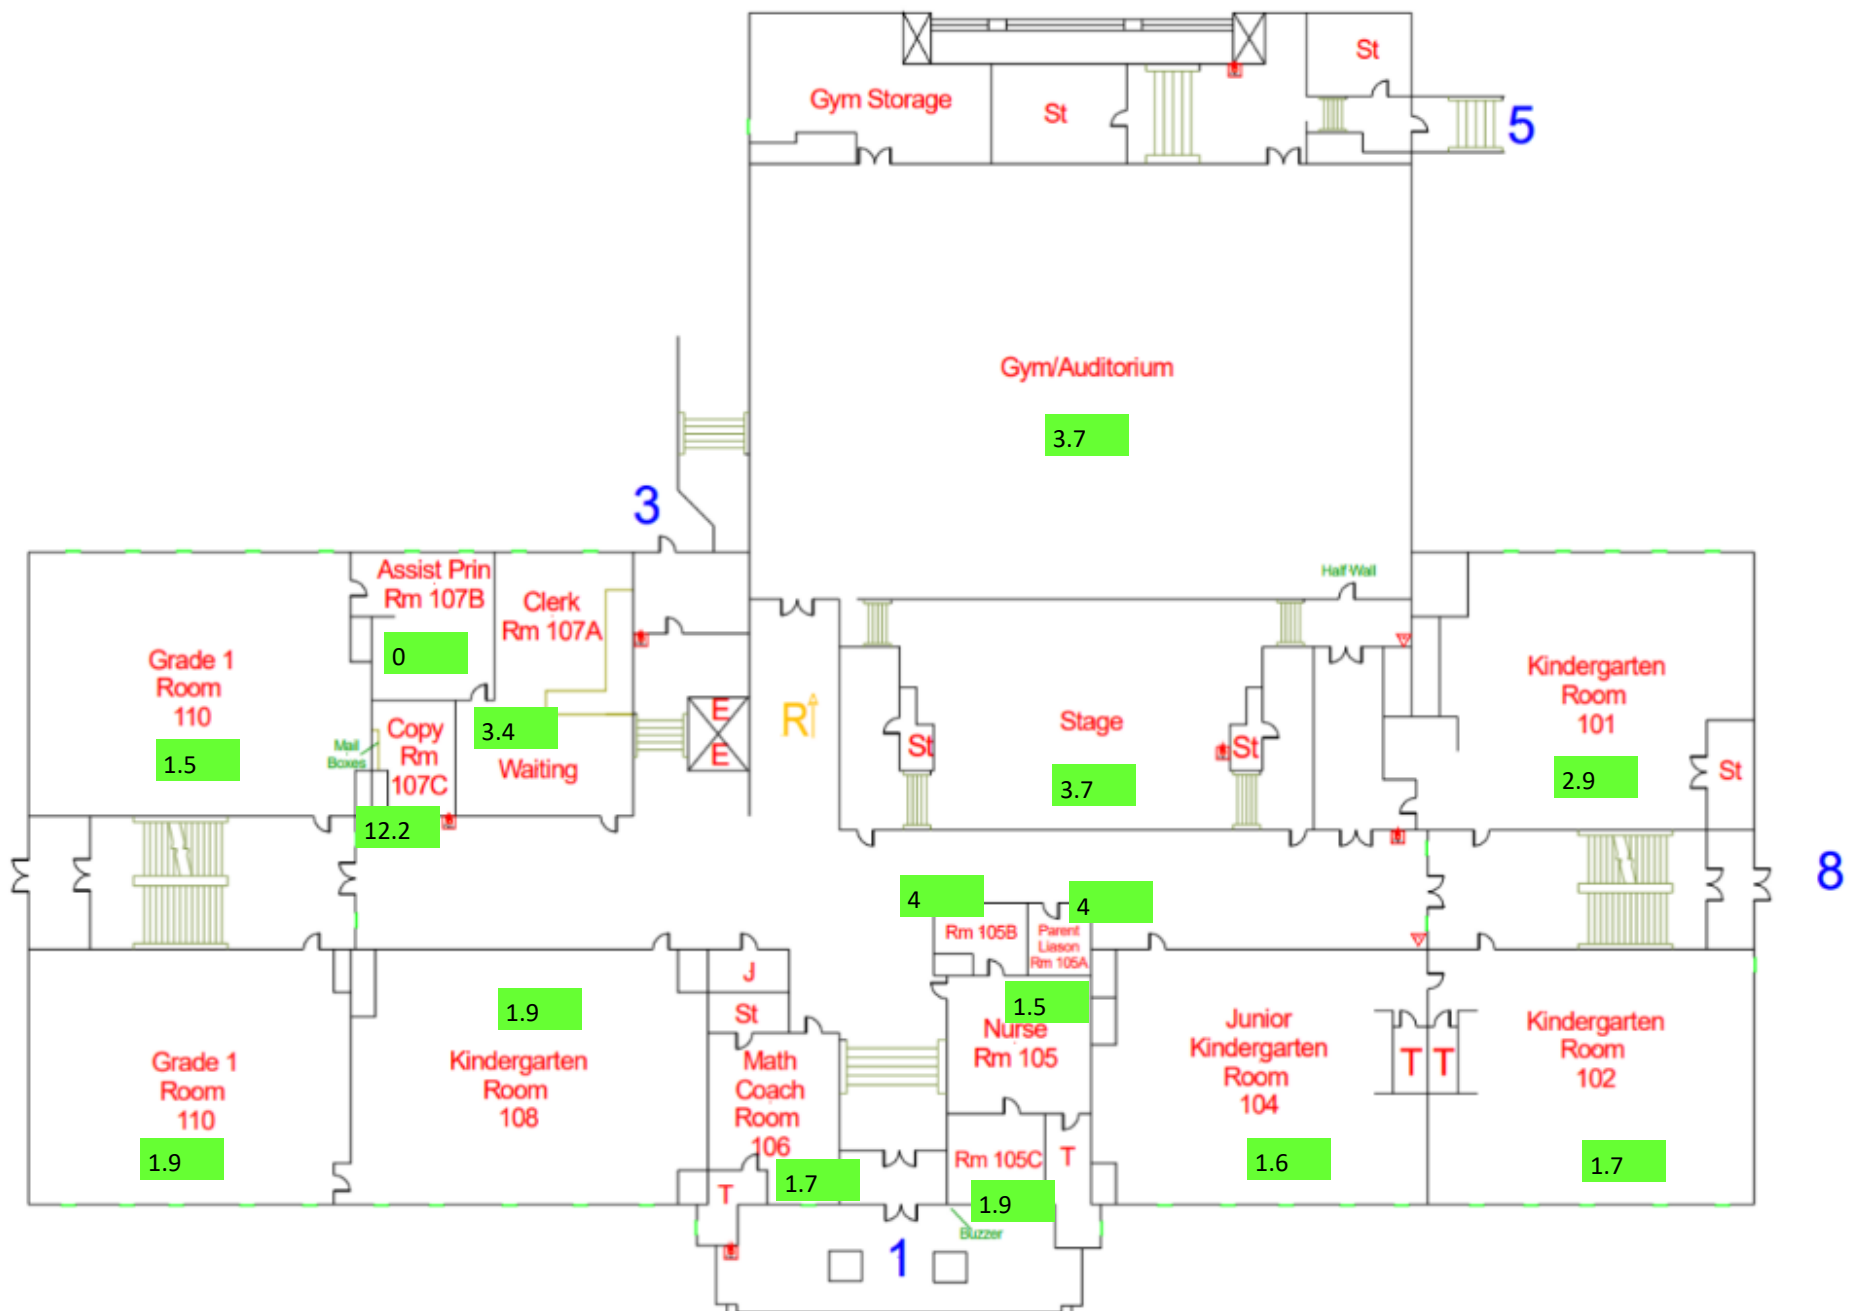 St
Gym Storage
St
5
Gym/Auditorium
3.7
3
Half Wall
Assist Prin
Rm 107B
0
Clerk
Rm 107A
3.4
Waiting
Grade 1
Room
110
1.5
Mail
Boxes
Copy
Rm
107C
12.2
E
E
R
St
Stage
3.7
St
Kindergarten
Room
101
2.9
St
8
4
Rm 105B
4
Parent
Liason
Rm 105A
J
St
1.9
Kindergarten
Room
108
Grade 1
Room
110
1.9
Math
Coach
Room
106
1.7
T
1.5
Nurse
Rm 105
Rm 105C
1.9
T
Buzzer
Junior
Kindergarten
Room
104
1.6
T
T
Kindergarten
Room
102
1.7
1